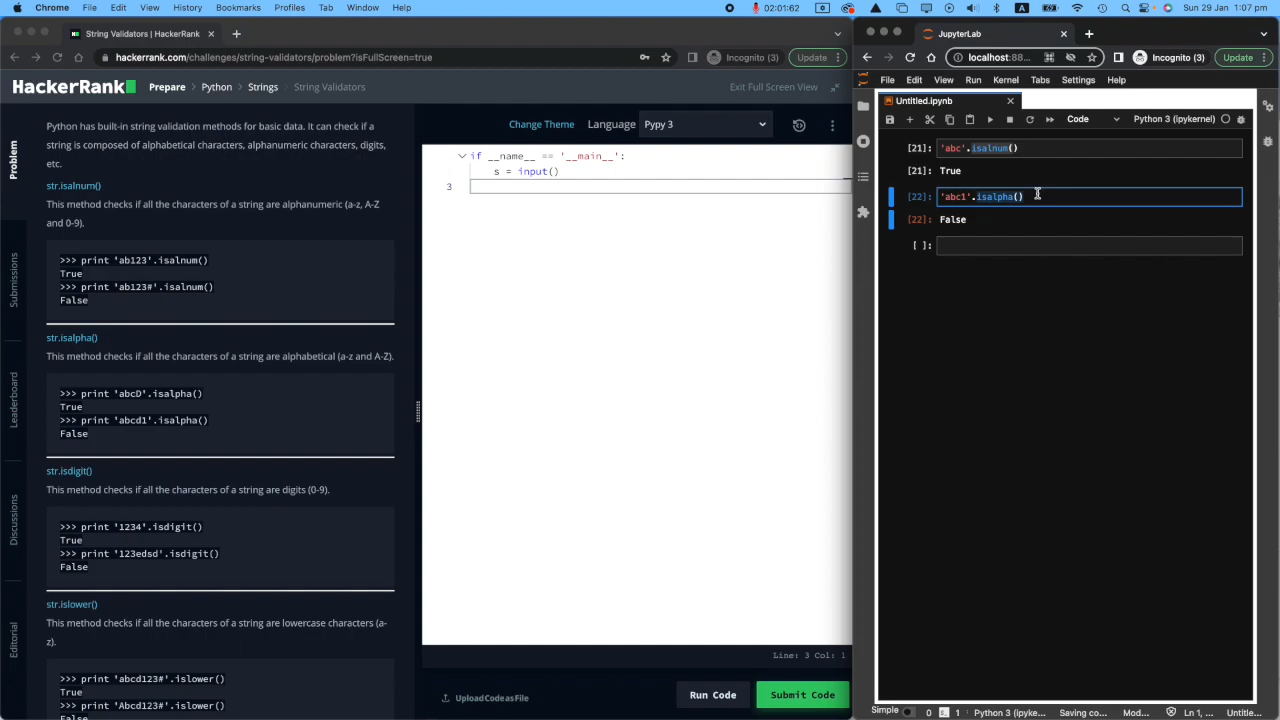 Chrome File Edit View History Bookmarks Profiles Tab Window Help
02:01:62
A
Sun 29 Jan 1:07 pm
String Validators | HackerRank
hackerrank.com/challenges/string-validators/problem?isFullScreen=true
Incognito (3)
Update
HackerRank
Prepare > Python > Strings > String Validators
Exit Full Screen View
Problem
Submissions
Leaderboard
Discussions
Editorial
Python has built-in string validation methods for basic data. It can check if a
string is composed of alphabetical characters, alphanumeric characters, digits,
etc.
str.isalnum()
This method checks if all the characters of a string are alphanumeric (a-z, A-Z
and 0-9).
>>> print 'ab123'.isalnum()
True
>>> print 'ab123#'.isalnum()
False
str.isalpha()
This method checks if all the characters of a string are alphabetical (a-z and A-Z).
>>> print 'abcD'.isalpha()
True
>>> print 'abcd1'.isalpha()
False
str.isdigit()
This method checks if all the characters of a string are digits (0-9).
>>> print '1234'.isdigit()
True
>>> print '123edsd'.isdigit()
False
str.islower()
This method checks if all the characters of a string are lowercase characters (a-
z).
>>> print 'abcd123#'.islower()
True
>>> print 'Abcd123#'.islower()
False
Change Theme Language Pypy 3
if __name__ == '__main__':
s = input()
3
Line: 3 Col: 1
Upload Code as File
Run Code
Submit Code
JupyterLab
localhost:88...
Incognito (3)
Update
File Edit View Run Kernel Tabs Settings Help
Untitled.ipynb
Code
Python 3 (ipykernel)
[21]: 'abc'.isalnum()
[21]: True
[22]: 'abc1'.isalpha()
[22]: False
[ ]:
Simple 0 1 Python 3 (ipyke... Saving co... Mod... Ln 1, ... Untitle...